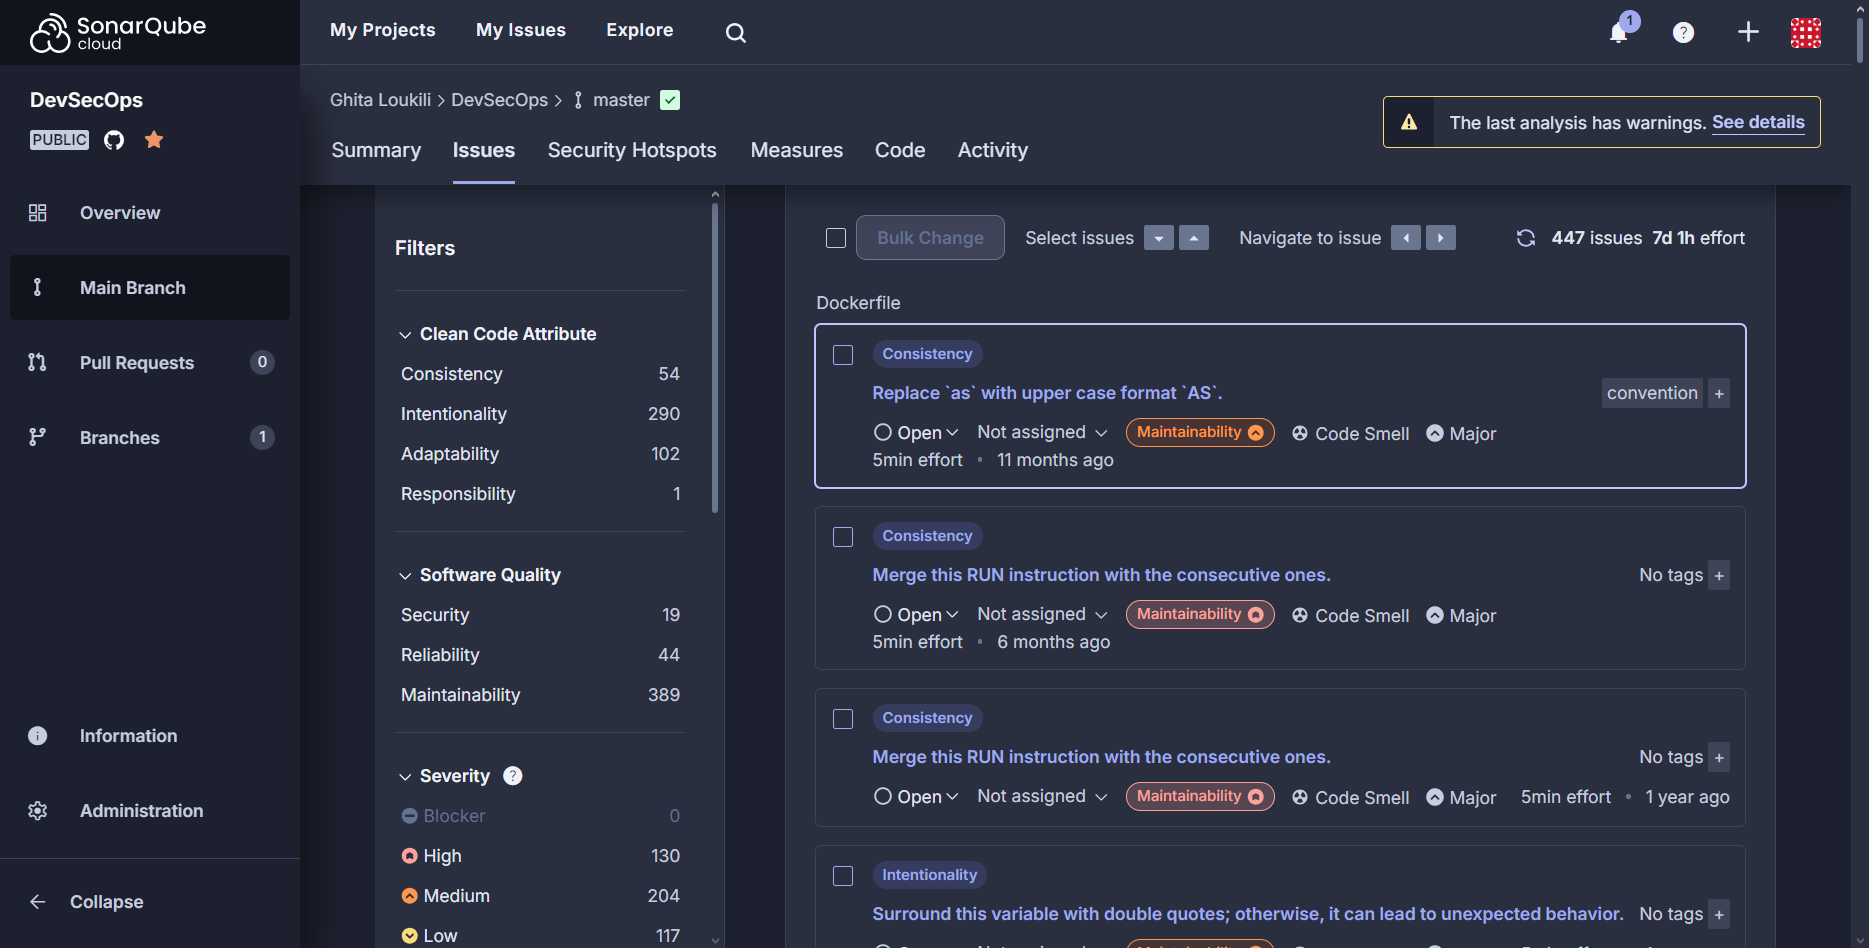 SonarQube
cloud
My Projects
My Issues
Explore
1
?
DevSecOps
PUBLIC
Overview
Main Branch
Pull Requests 0
Branches 1
Information
Administration
Collapse
Ghita Loukili > DevSecOps > master
The last analysis has warnings. See details
Summary
Issues
Security Hotspots
Measures
Code
Activity
Filters
Clean Code Attribute
Consistency 54
Intentionality 290
Adaptability 102
Responsibility 1
Software Quality
Security 19
Reliability 44
Maintainability 389
Severity ?
Blocker 0
High 130
Medium 204
Low 117
Bulk Change
Select issues
Navigate to issue
447 issues 7d 1h effort
Dockerfile
Consistency
Replace `as` with upper case format `AS`.
convention +
Open Not assigned Maintainability Code Smell Major
5min effort • 11 months ago
Consistency
Merge this RUN instruction with the consecutive ones.
No tags +
Open Not assigned Maintainability Code Smell Major
5min effort • 6 months ago
Consistency
Merge this RUN instruction with the consecutive ones.
No tags +
Open Not assigned Maintainability Code Smell Major 5min effort • 1 year ago
Intentionality
Surround this variable with double quotes; otherwise, it can lead to unexpected behavior.
No tags +